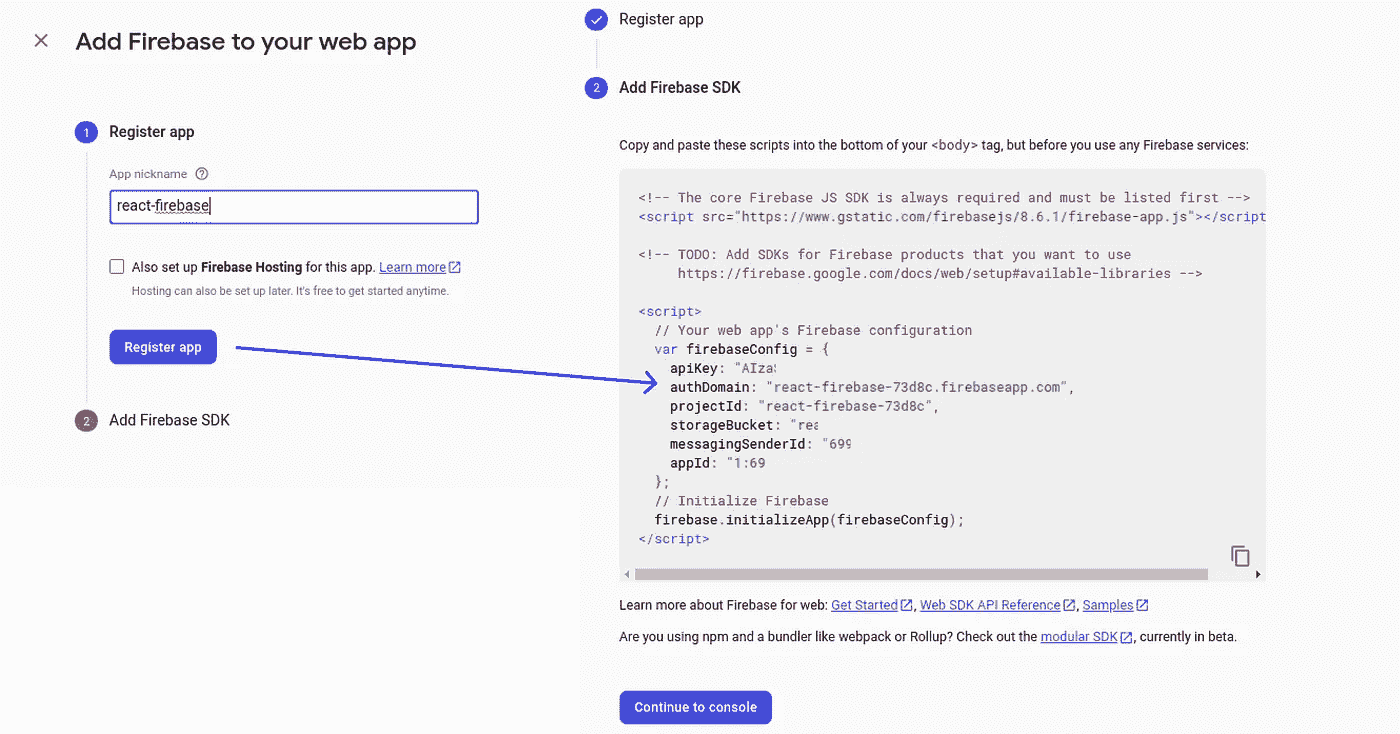 Add Firebase to your web app
1 Register app
App nickname
react-firebase
Also set up Firebase Hosting for this app. Learn more
Hosting can also be set up later. It's free to get started anytime.
Register app
2 Add Firebase SDK
Register app
2 Add Firebase SDK
Copy and paste these scripts into the bottom of your <body> tag, but before you use any Firebase services:
<!-- The core Firebase JS SDK is always required and must be listed first -->
<script src="https://www.gstatic.com/firebasejs/8.6.1/firebase-app.js"></script
<!-- TODO: Add SDKs for Firebase products that you want to use
https://firebase.google.com/docs/web/setup#available-libraries -->
<script>
// Your web app's Firebase configuration
var firebaseConfig = {
apiKey: "AIzaS
authDomain: "react-firebase-73d8c.firebaseapp.com",
projectId: "react-firebase-73d8c",
storageBucket: "rea
messagingSenderId: "699
appId: "1:69
};
// Initialize Firebase
firebase.initializeApp(firebaseConfig);
</script>
Learn more about Firebase for web: Get Started, Web SDK API Reference, Samples
Are you using npm and a bundler like webpack or Rollup? Check out the modular SDK, currently in beta.
Continue to console